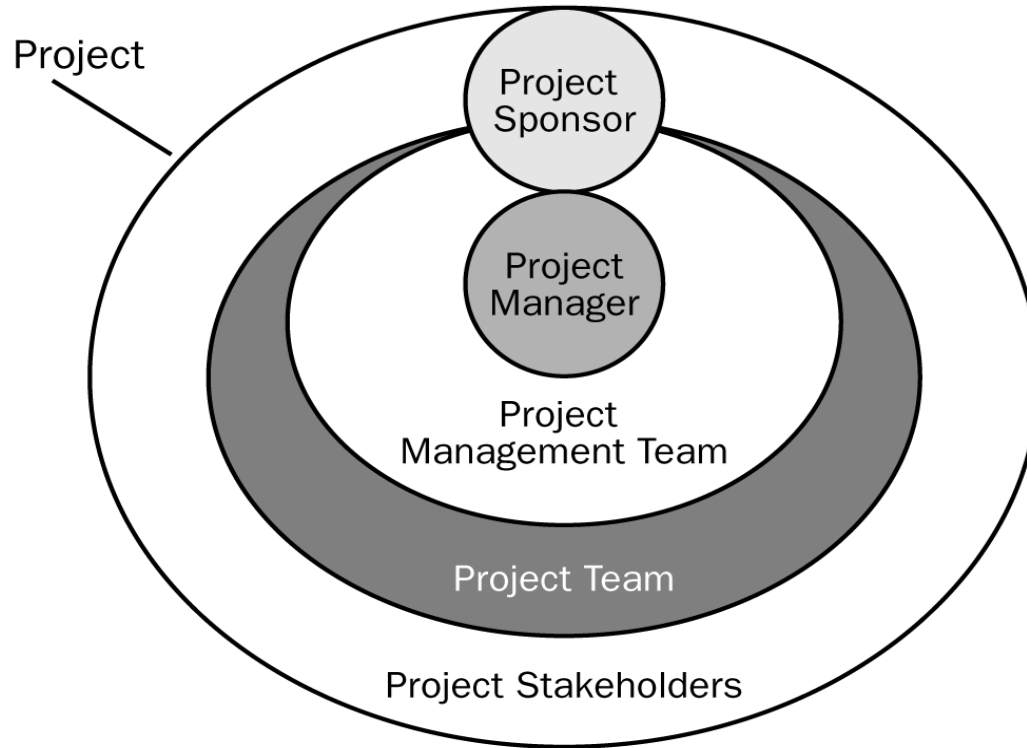 Project
Project
Sponsor
Project
Manager
Project
Management Team
Project Team
Project Stakeholders